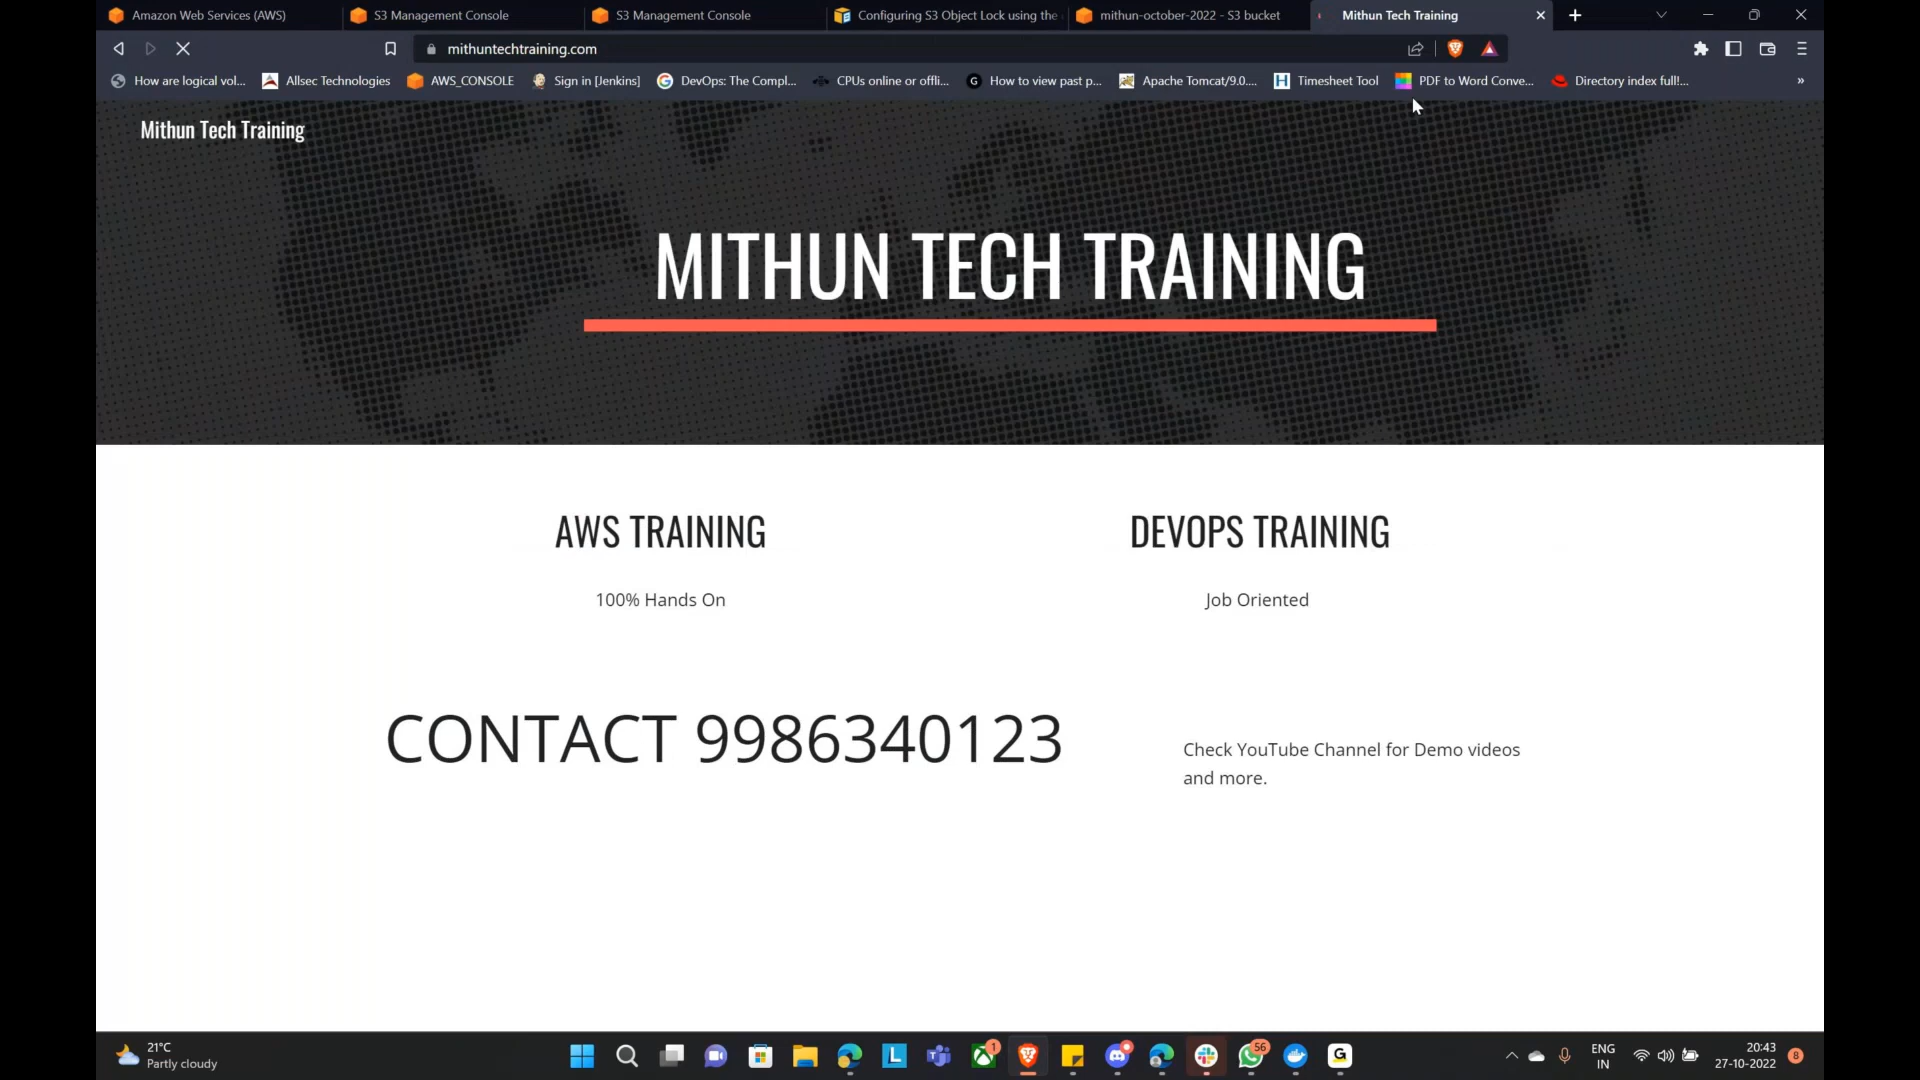 Amazon Web Services (AWS)
S3 Management Console
S3 Management Console
Configuring S3 Object Lock using the
mithun-october-2022 - S3 bucket
Mithun Tech Training
mithuntechtraining.com
How are logical vol...
Allsec Technologies
AWS_CONSOLE
Sign in [Jenkins]
DevOps: The Compl...
CPUs online or offli...
How to view past p...
Apache Tomcat/9.0....
Timesheet Tool
PDF to Word Conve...
Directory index full!...
»
Mithun Tech Training
MITHUN TECH TRAINING
AWS TRAINING
100% Hands On
DEVOPS TRAINING
Job Oriented
CONTACT 9986340123
Check YouTube Channel for Demo videos
and more.
21°C
Partly cloudy
1
56
ENG
IN
20:43
27-10-2022
8